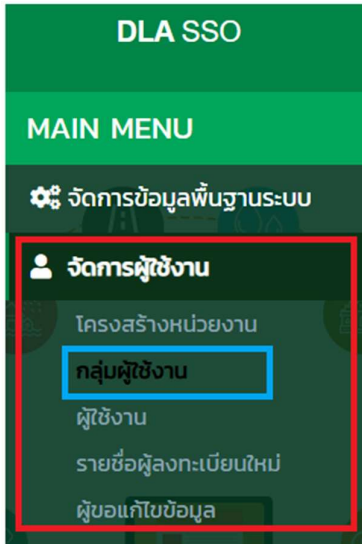 DLA SSO
MAIN MENU
จัดการข้อมูลพื้นฐานระบบ
จัดการผู้ใช้งาน
โครงสร้างหน่วยงาน
กลุ่มผู้ใช้งาน
ผู้ใช้งาน
รายชื่อผู้ลงทะเบียนใหม่
ผู้ขอแก้ไขข้อมูล